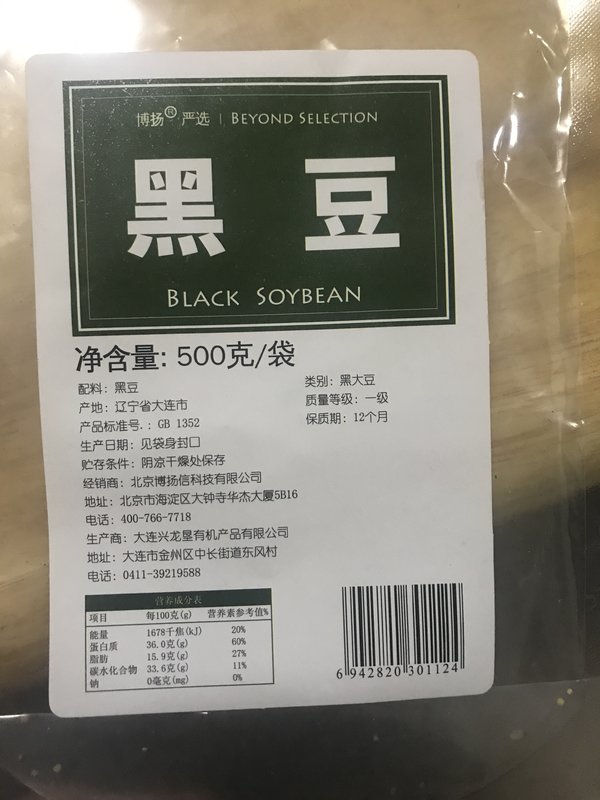 博扬® 严选 | BEYOND SELECTION
黑豆
BLACK SOYBEAN
净含量: 500克/袋
配料: 黑豆
类别: 黑大豆
产地: 辽宁省大连市
质量等级: 一级
产品标准号.: GB 1352
保质期: 12个月
生产日期: 见袋身封口
贮存条件: 阴凉干燥处保存
经销商: 北京博扬信科技有限公司
地址: 北京市海淀区大钟寺华杰大厦5B16
电话: 400-766-7718
生产商: 大连兴龙垦有机产品有限公司
地址: 大连市金州区中长街道东风村
电话: 0411-39219588
营养成分表
项目 每100克(g) 营养素参考值%
能量 1678千焦(kJ) 20%
蛋白质 36.0克(g) 60%
脂肪 15.9克(g) 27%
碳水化合物 33.6克(g) 11%
钠 0毫克(mg) 0%
6 942820 301124